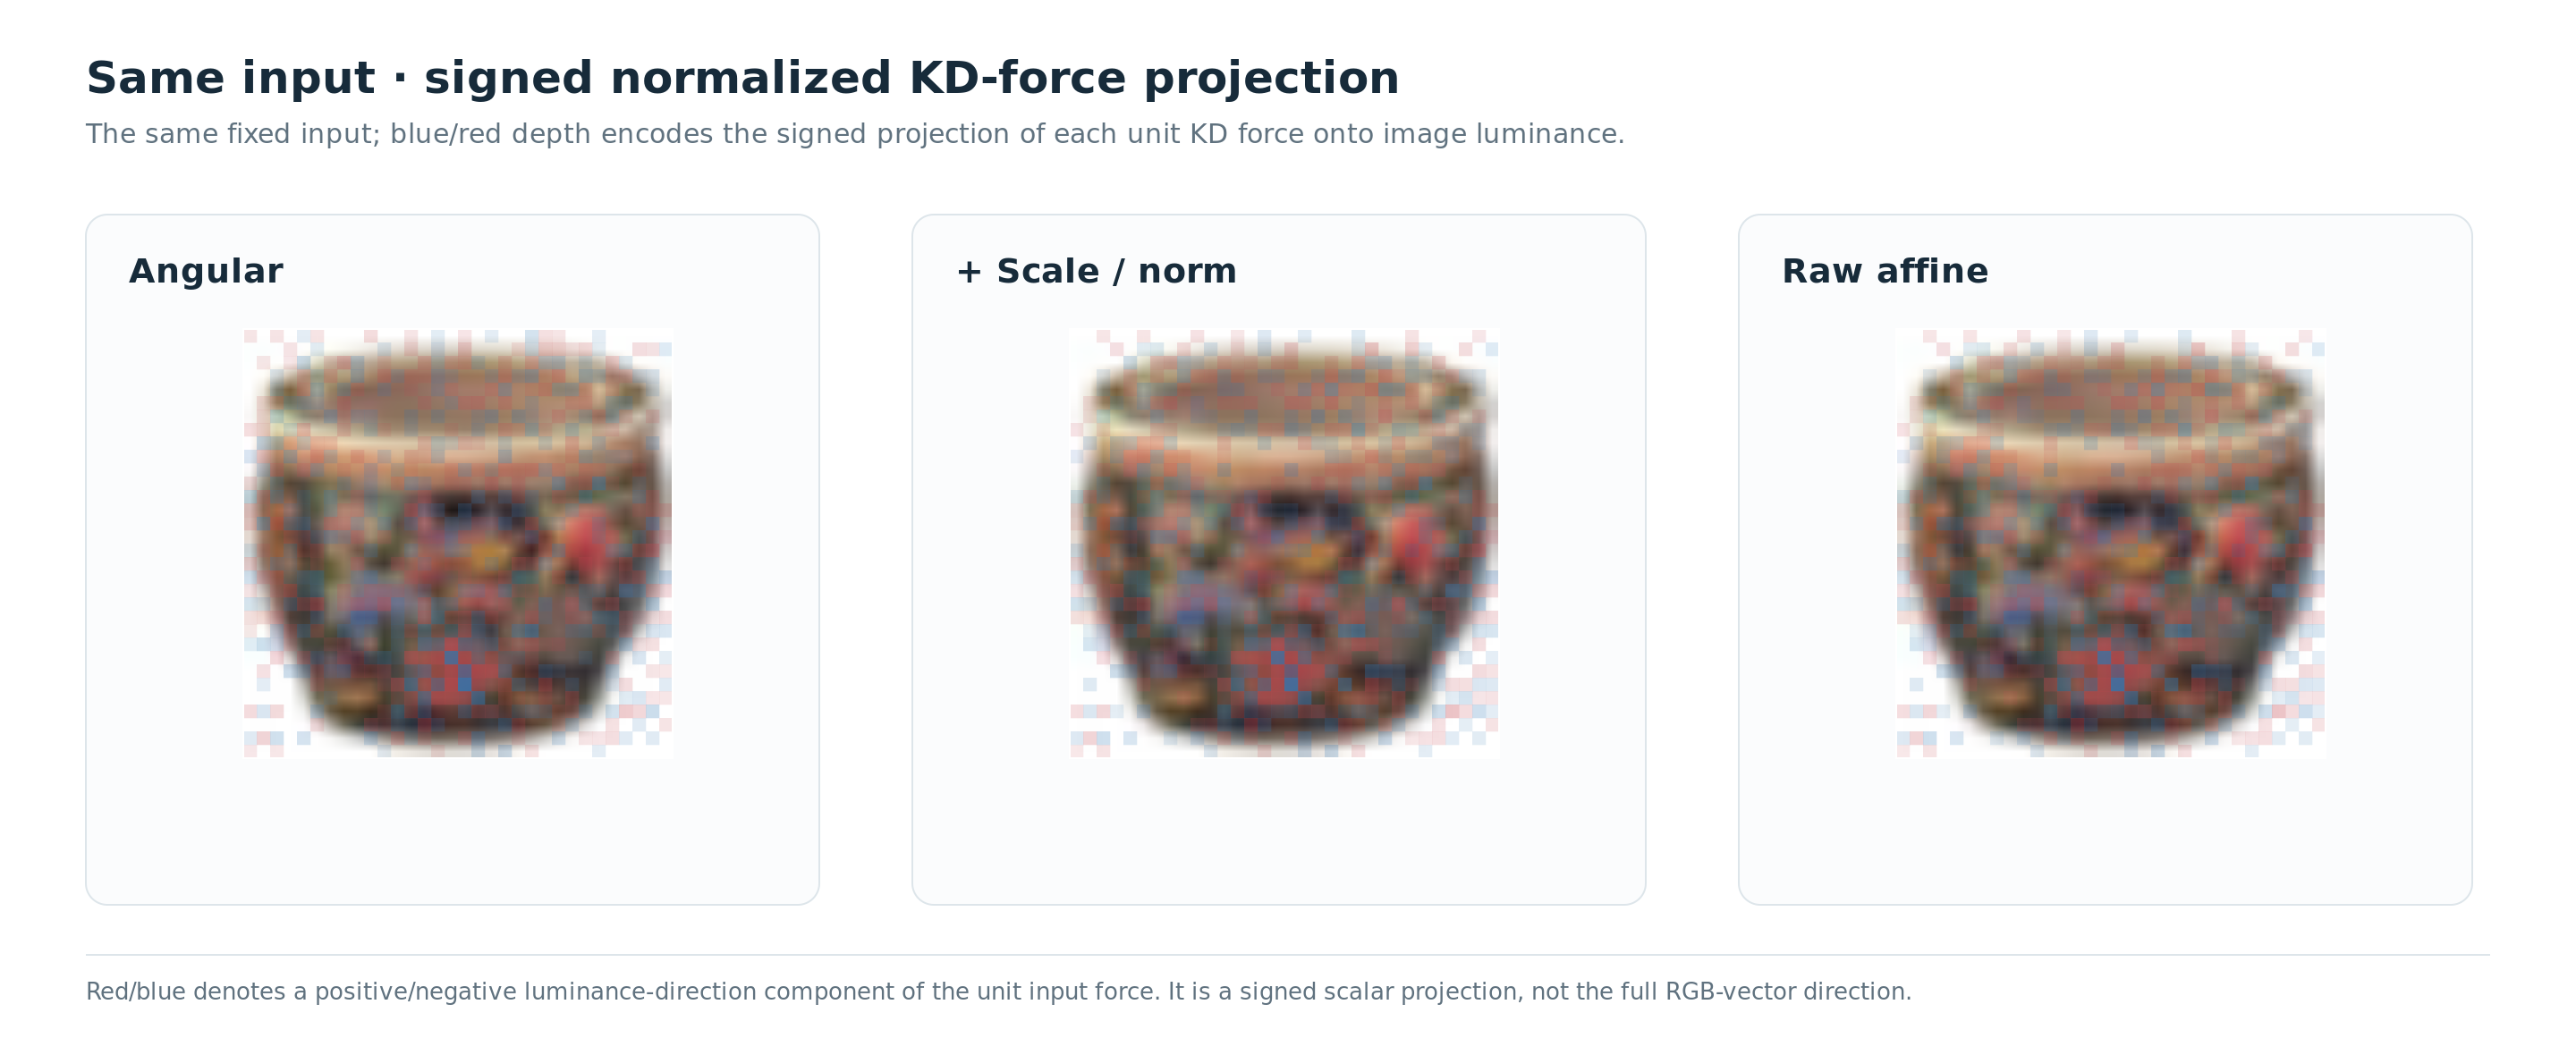 Same input · signed normalized KD-force projection
The same fixed input; blue/red depth encodes the signed projection of each unit KD force onto image luminance.
Angular
+ Scale / norm
Raw affine
Red/blue denotes a positive/negative luminance-direction component of the unit input force. It is a signed scalar projection, not the full RGB-vector direction.